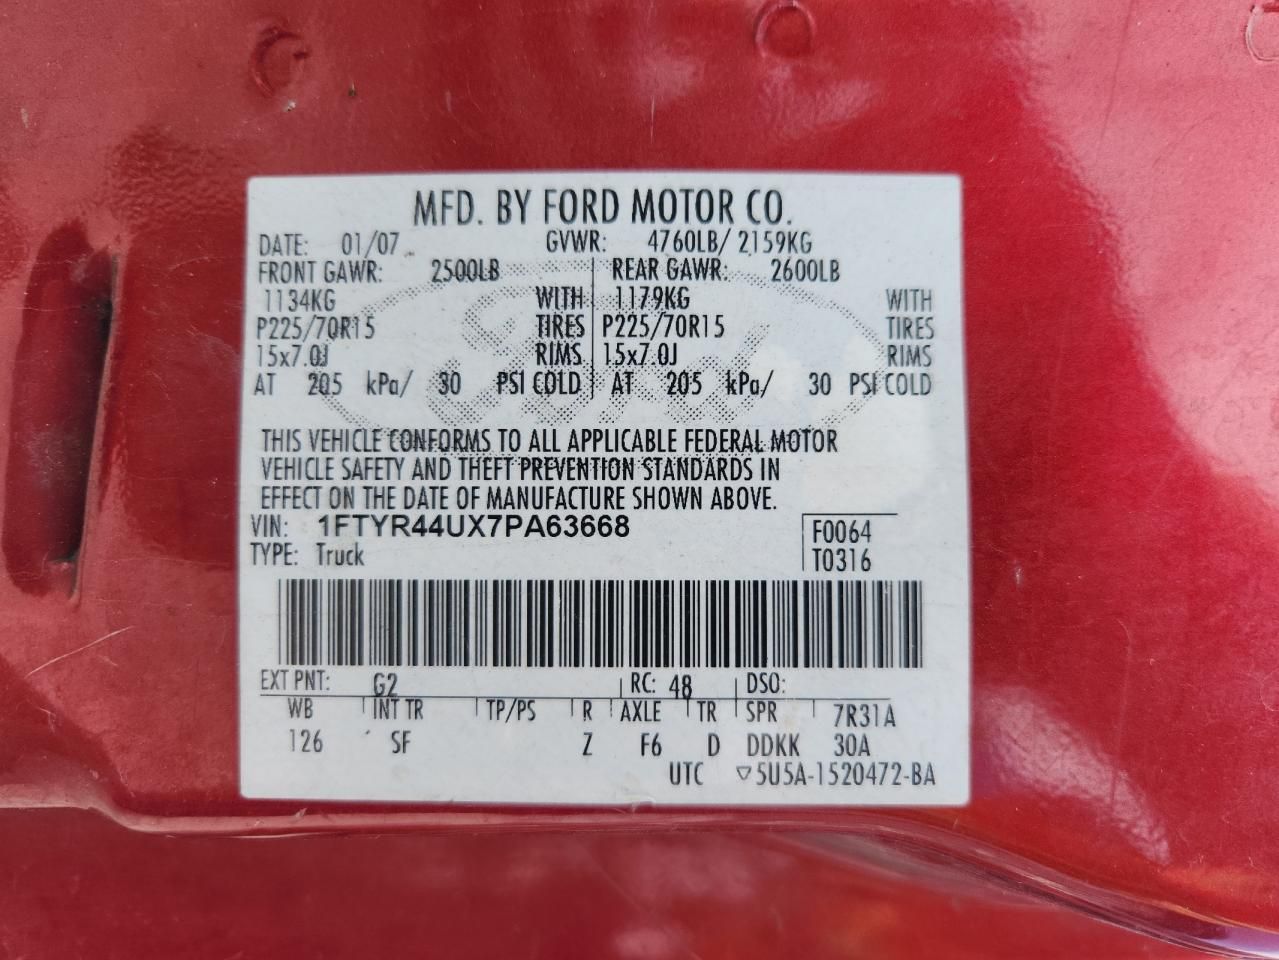 MFD. BY FORD MOTOR CO.
DATE: 01/07 GVWR: 4760LB/ 2159KG
FRONT GAWR: 2500LB REAR GAWR: 2600LB
1134KG WITH 1179KG WITH
P225/70R15 TIRES P225/70R15 TIRES
15x7.0J RIMS 15x7.0J RIMS
AT 205 kPa/ 30 PSI COLD AT 205 kPa/ 30 PSI COLD
THIS VEHICLE CONFORMS TO ALL APPLICABLE FEDERAL MOTOR
VEHICLE SAFETY AND THEFT PREVENTION STANDARDS IN
EFFECT ON THE DATE OF MANUFACTURE SHOWN ABOVE.
VIN: 1FTYR44UX7PA63668 F0064
TYPE: Truck T0316
EXT PNT: G2 RC: 48 DSO:
WB INT TR TP/PS R AXLE TR SPR 7R31A
126 SF Z F6 D DDKK 30A
UTC ▽5U5A-1520472-BA